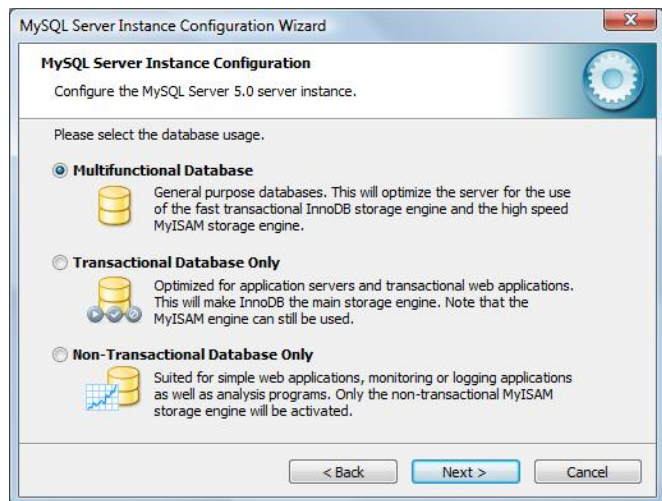 MySQL Server Instance Configuration Wizard
MySQL Server Instance Configuration
Configure the MySQL Server 5.0 server instance.
Please select the database usage.
Multifunctional Database
General purpose databases. This will optimize the server for the use
of the fast transactional InnoDB storage engine and the high speed
MyISAM storage engine.
Transactional Database Only
Optimized for application servers and transactional web applications.
This will make InnoDB the main storage engine. Note that the
MyISAM engine can still be used.
Non-Transactional Database Only
Suited for simple web applications, monitoring or logging applications
as well as analysis programs. Only the non-transactional MyISAM
storage engine will be activated.
< Back Next > Cancel